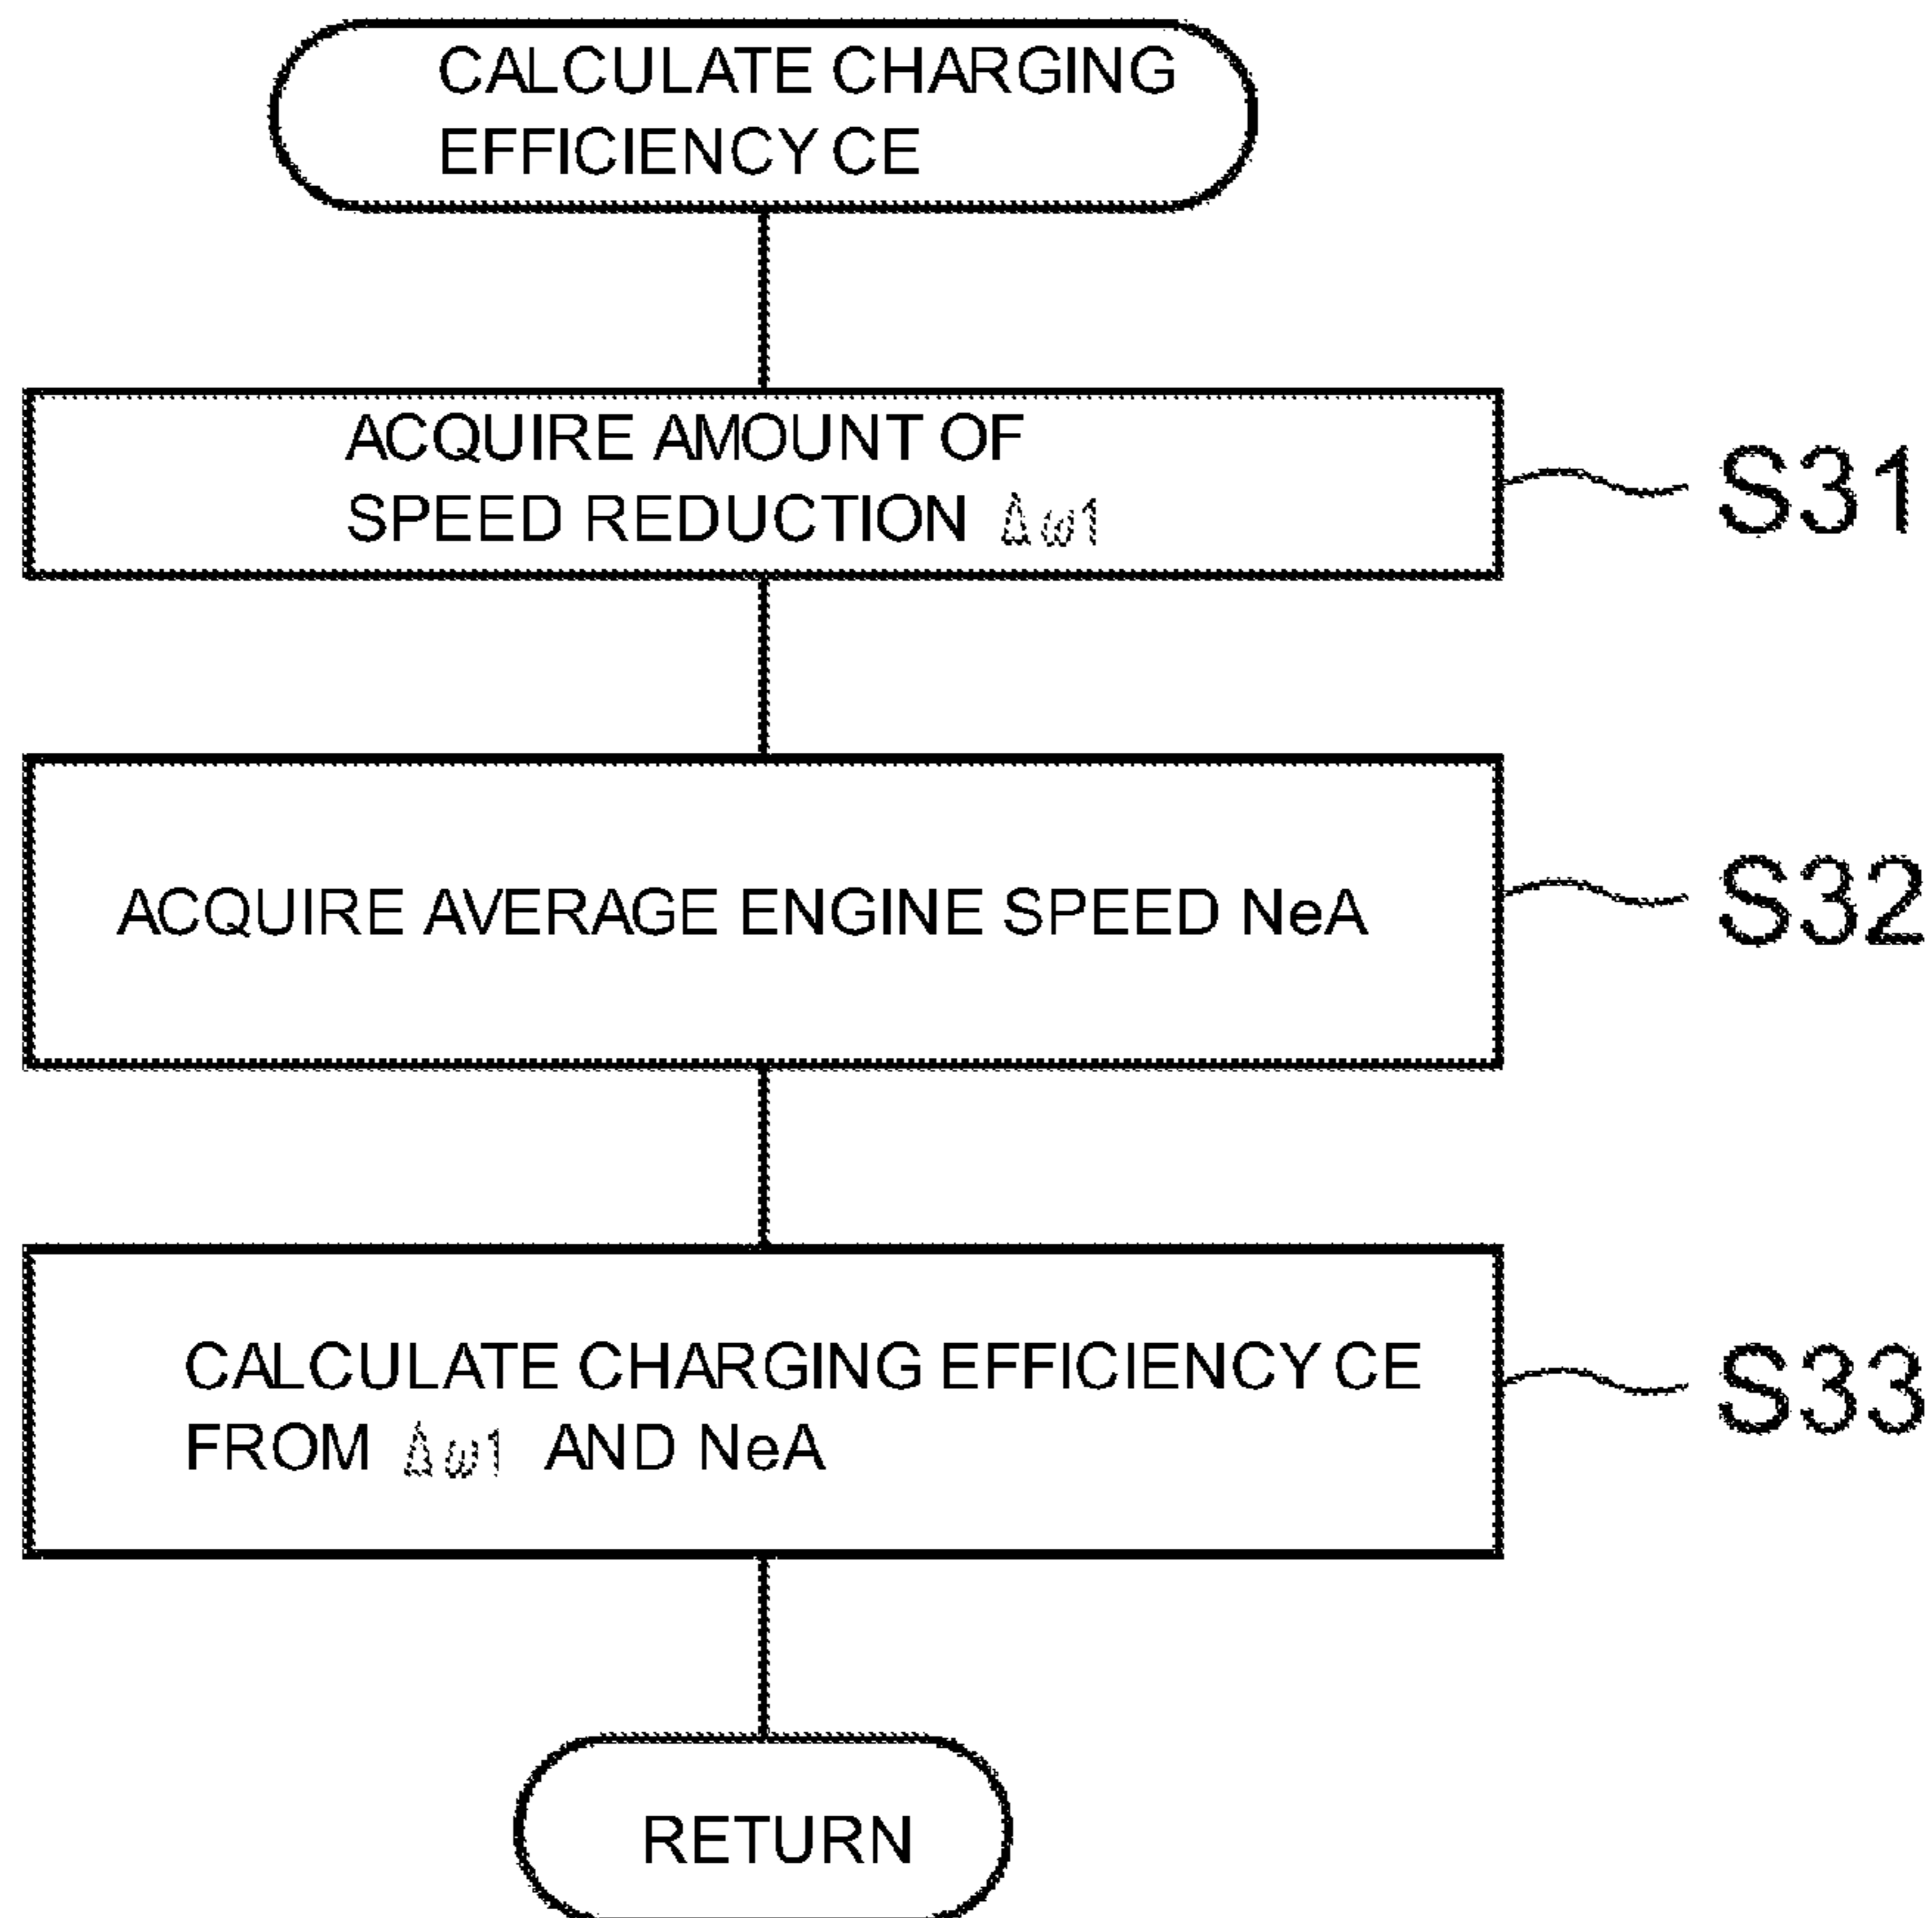 CALCULATE CHARGING
EFFICIENCY CE
ACQUIRE AMOUNT OF
SPEED REDUCTION Δω1
S31
ACQUIRE AVERAGE ENGINE SPEED NeA
S32
CALCULATE CHARGING EFFICIENCY CE
FROM Δω1 AND NeA
S33
RETURN